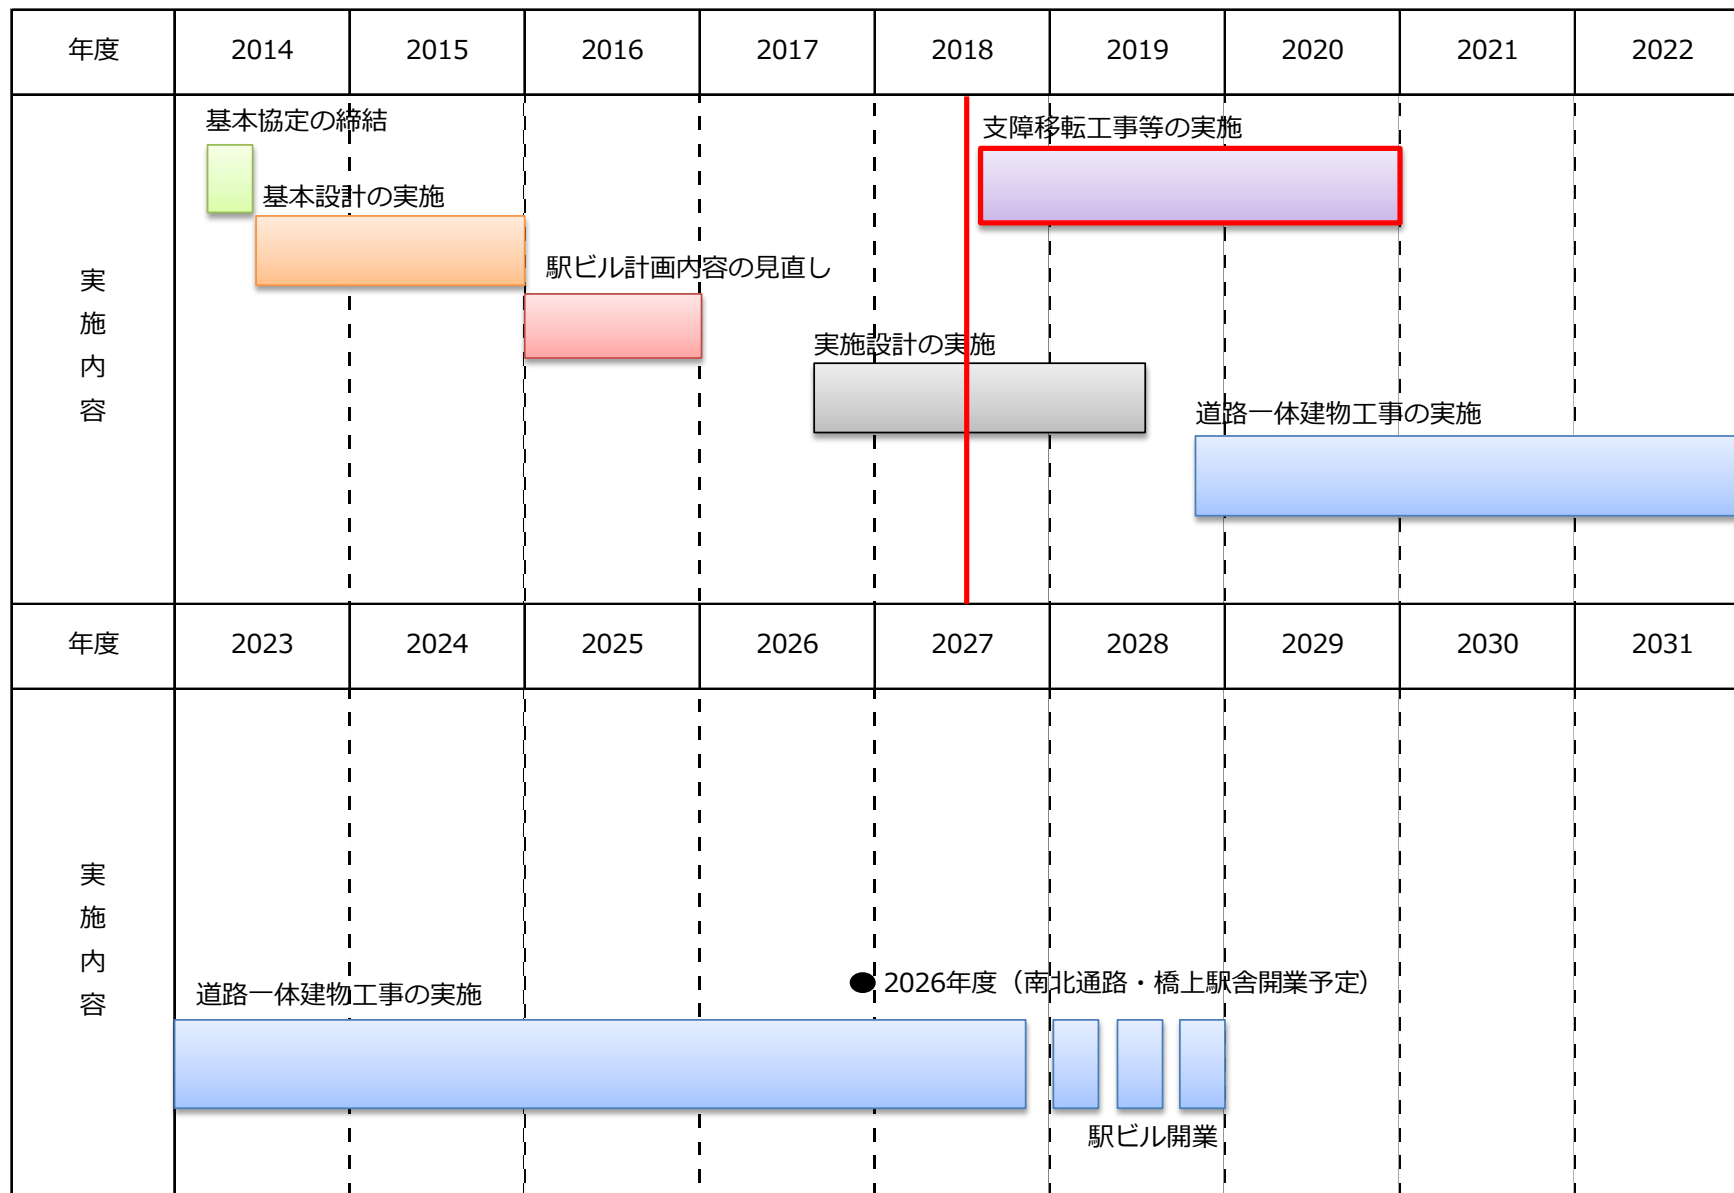 年度 2014 2015 2016 2017 2018 2019 2020 2021 2022
実施内容
基本協定の締結
支障移転工事等の実施
基本設計の実施
駅ビル計画内容の見直し
実施設計の実施
道路一体建物工事の実施
年度 2023 2024 2025 2026 2027 2028 2029 2030 2031
実施内容
2026年度（南北通路・橋上駅舎開業予定）
道路一体建物工事の実施
駅ビル開業